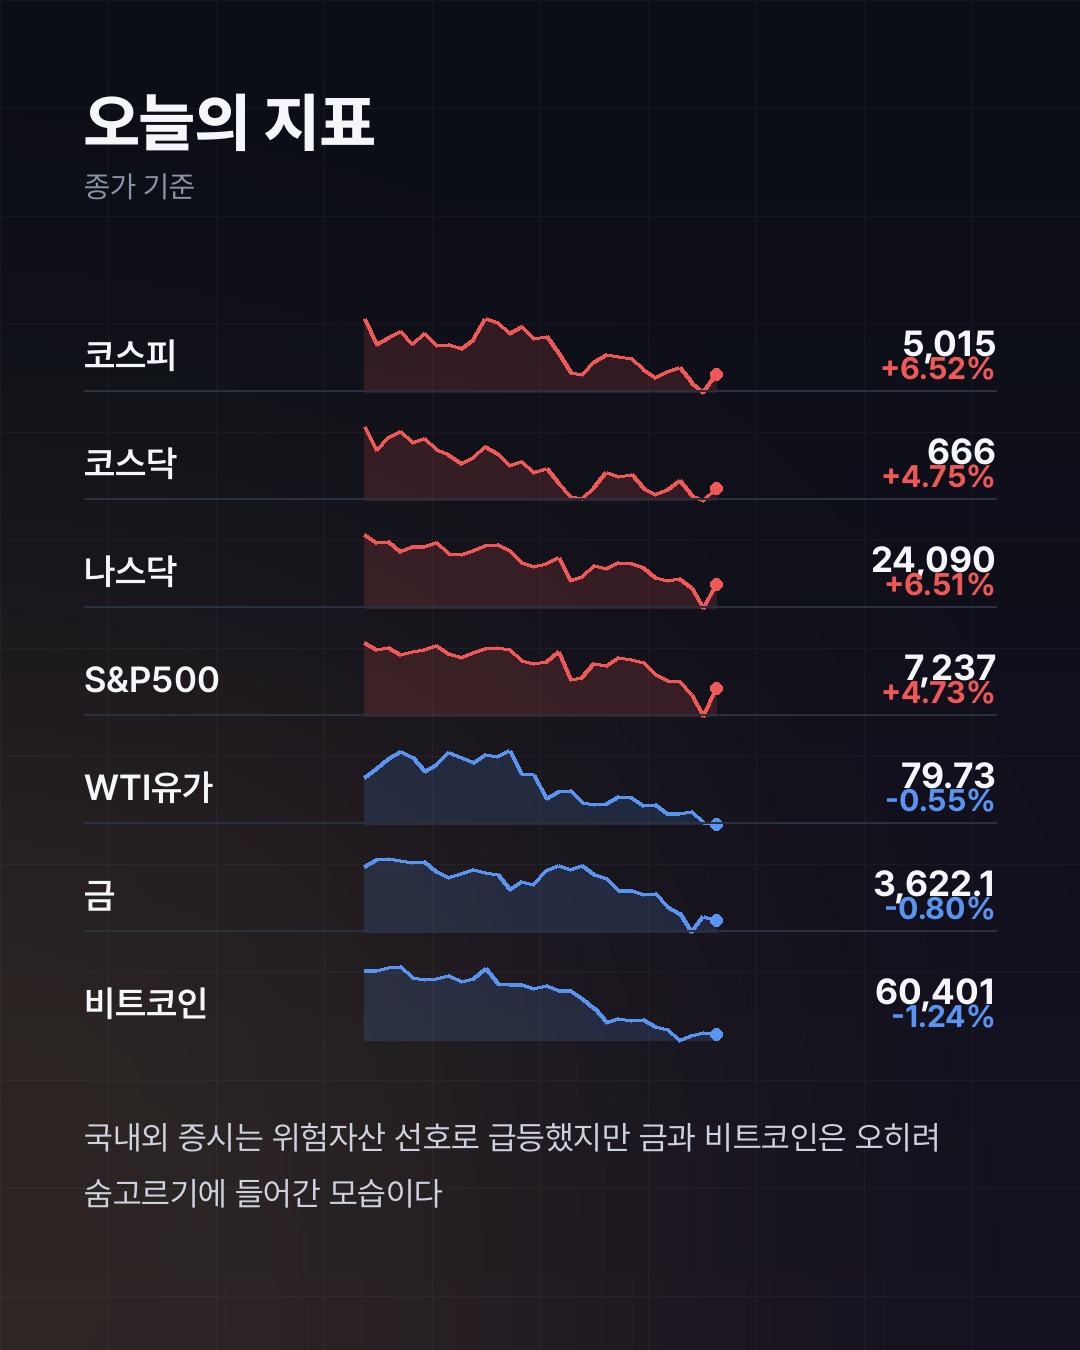 오늘의 지표
종가 기준
코스피
5,015
+6.52%
코스닥
666
+4.75%
나스닥
24,090
+6.51%
S&P500
7,237
+4.73%
WTI유가
79.73
-0.55%
금
3,622.1
-0.80%
비트코인
60,401
-1.24%
국내외 증시는 위험자산 선호로 급등했지만 금과 비트코인은 오히려
숨고르기에 들어간 모습이다